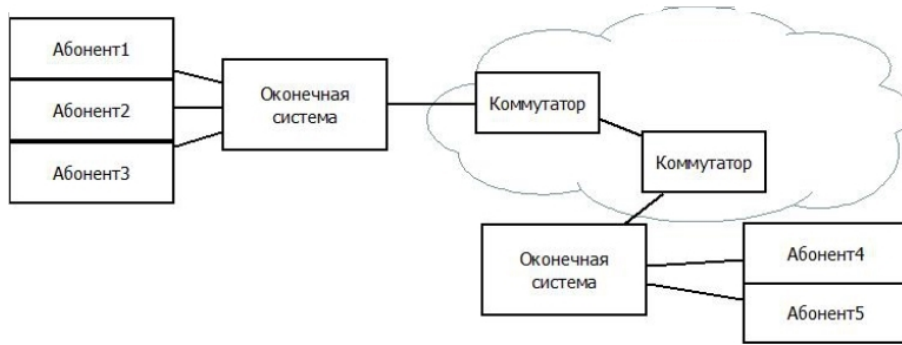 Абонент1
Абонент2
Абонент3
Оконечная
система
Коммутатор
Коммутатор
Оконечная
система
Абонент4
Абонент5